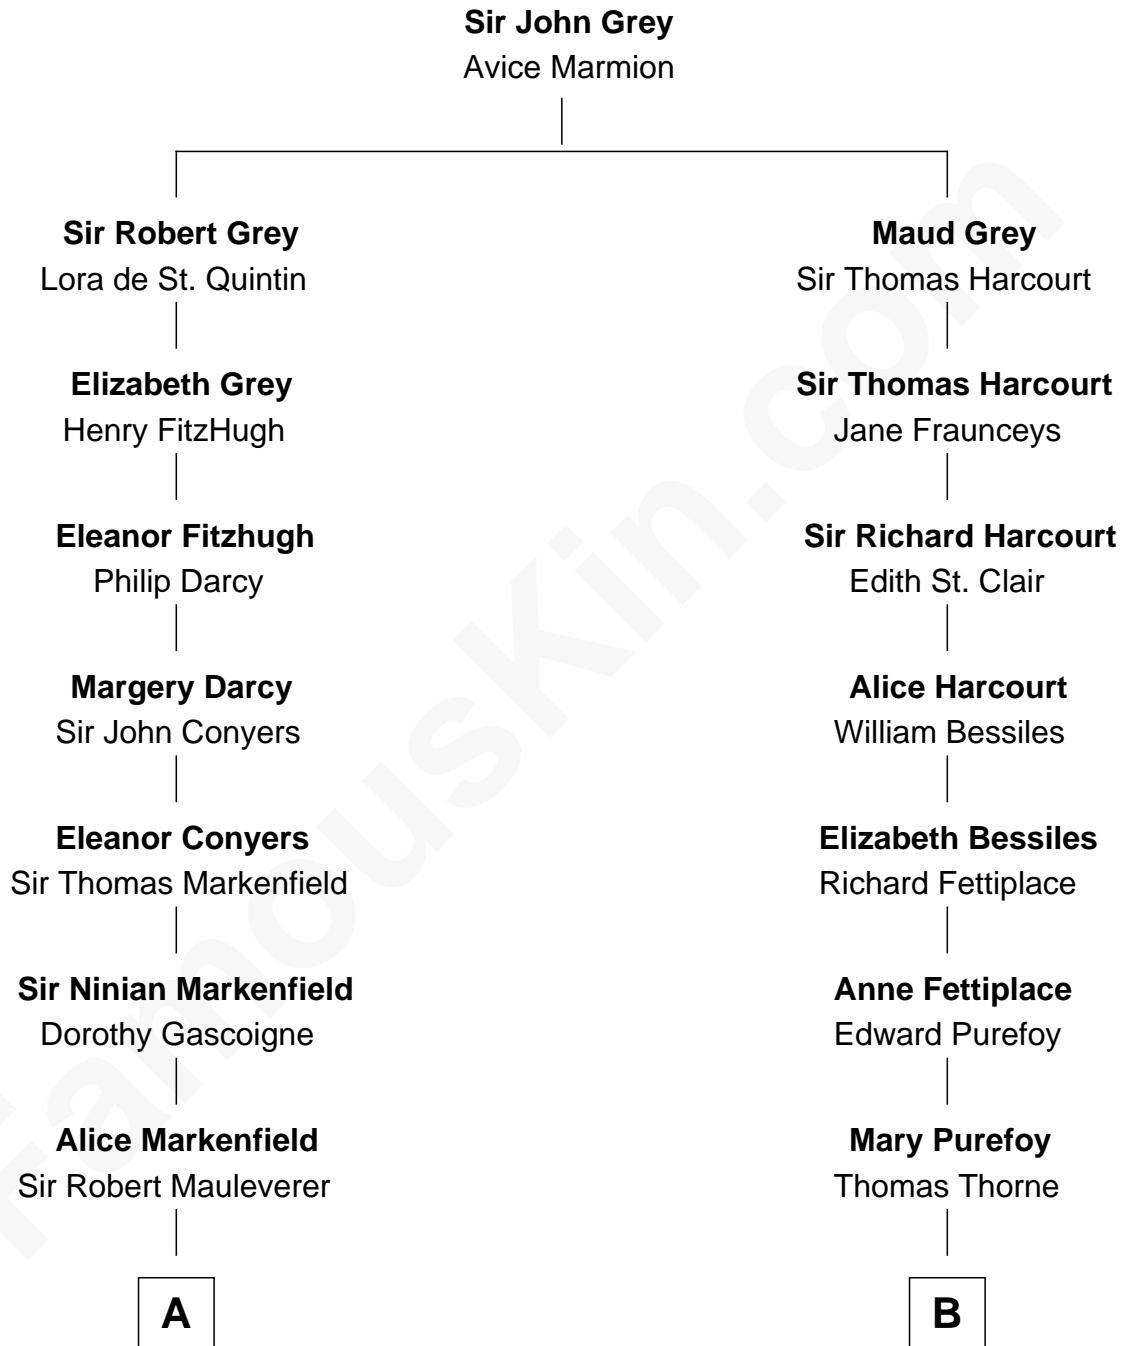 Sir John Grey
Avice Marmion
Sir Robert Grey
Lora de St. Quintin
Maud Grey
Sir Thomas Harcourt
Elizabeth Grey
Henry FitzHugh
Sir Thomas Harcourt
Jane Fraunceys
Eleanor Fitzhugh
Philip Darcy
Sir Richard Harcourt
Edith St. Clair
Margery Darcy
Sir John Conyers
Alice Harcourt
William Bessiles
Eleanor Conyers
Sir Thomas Markenfield
Elizabeth Bessiles
Richard Fettiplace
Sir Ninian Markenfield
Dorothy Gascoigne
Anne Fettiplace
Edward Purefoy
Alice Markenfield
Sir Robert Mauleverer
Mary Purefoy
Thomas Thorne
A
B
FamousKin.com